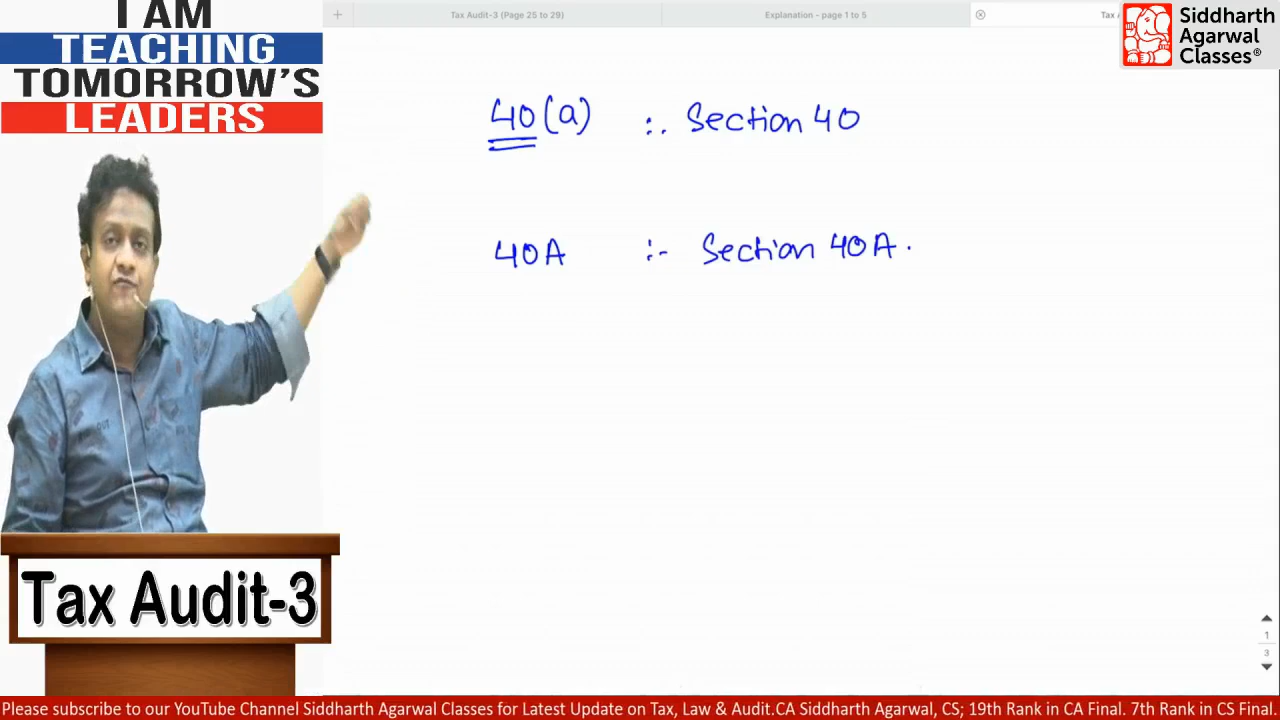 I AM
TEACHING
TOMORROW'S
LEADERS
Tax Audit-3 (Page 25 to 29)
Explanation - page 1 to 5
Siddharth
Agarwal
Classes®
40(a) :. Section 40
40A :- Section 40A.
Tax Audit-3
1
3
Please subscribe to our YouTube Channel Siddharth Agarwal Classes for Latest Update on Tax, Law & Audit.CA Siddharth Agarwal, CS; 19th Rank in CA Final. 7th Rank in CS Final.